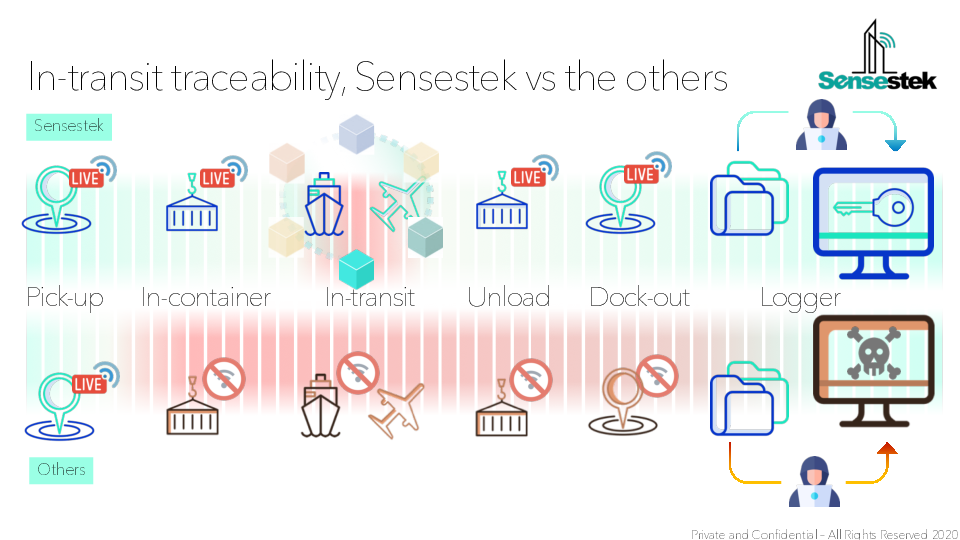 In-transit traceability, Sensestek vs the others
Sensestek
Sensestek
LIVE
LIVE
LIVE
LIVE
Pick-up
In-container
In-transit
Unload
Dock-out
Logger
LIVE
Others
Private and Confidential – All Rights Reserved 2020